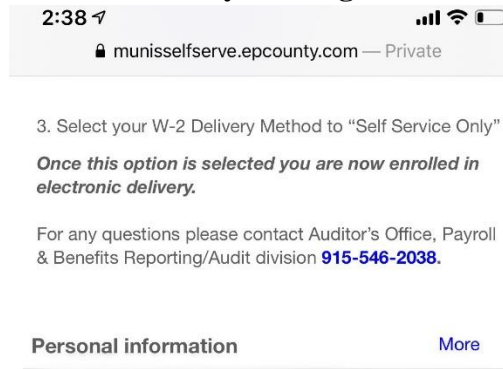 2:38
munisselfserve.epcounty.com — Private
3. Select your W-2 Delivery Method to “Self Service Only”
Once this option is selected you are now enrolled in
electronic delivery.
For any questions please contact Auditor’s Office, Payroll
& Benefits Reporting/Audit division 915-546-2038.
Personal information More